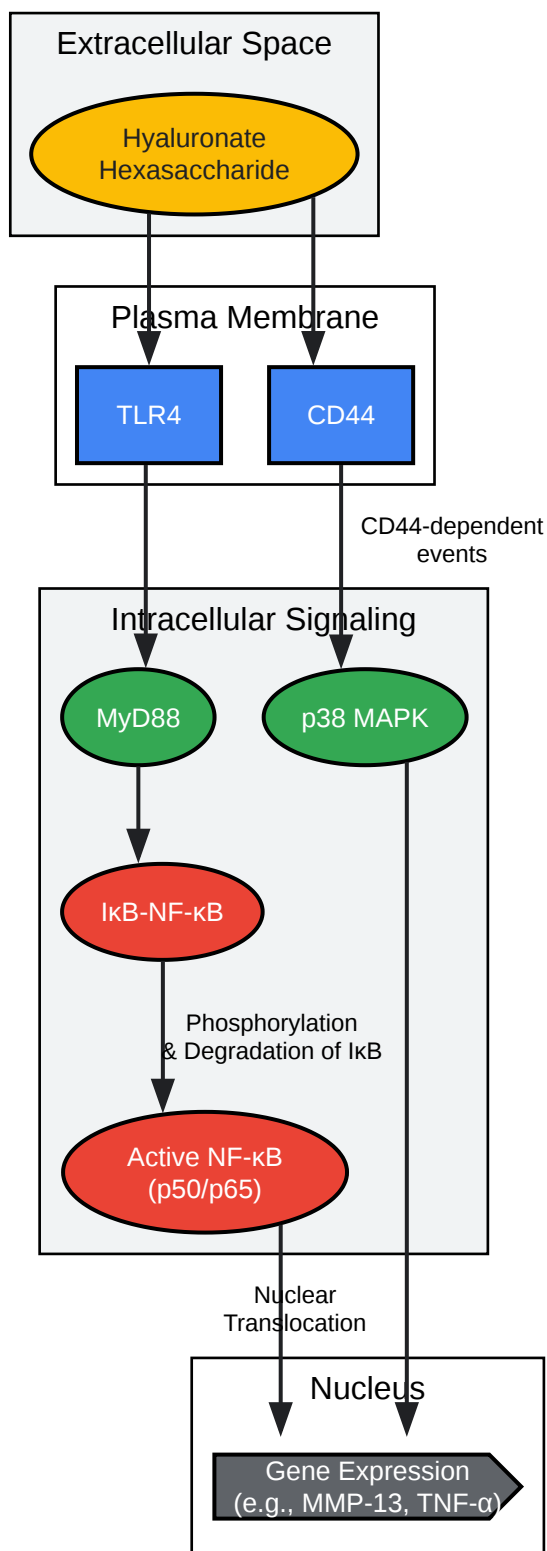 Extracellular Space
Hyaluronate
Hexasaccharide
Plasma Membrane
TLR4
CD44
CD44-dependent
events
Intracellular Signaling
MyD88
p38 MAPK
IκB-NF-κB
Phosphorylation
& Degradation of IκB
Active NF-κB
(p50/p65)
Nuclear
Translocation
Nucleus
Gene Expression
(e.g., MMP-13, TNF-α)